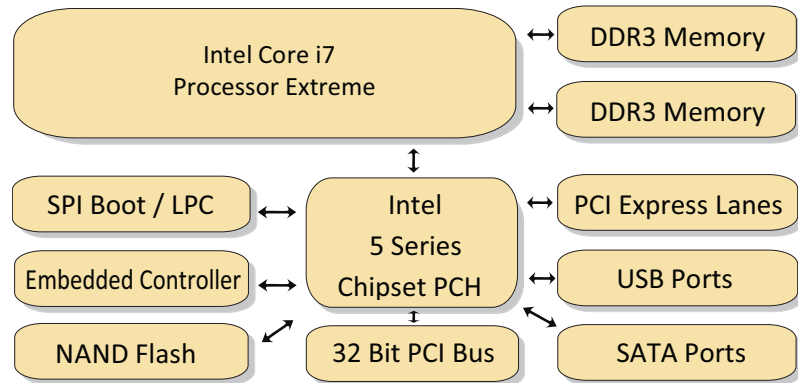 Intel Core i7
Processor Extreme
DDR3 Memory
DDR3 Memory
SPI Boot / LPC
Embedded Controller
NAND Flash
Intel
5 Series
Chipset PCH
32 Bit PCI Bus
PCI Express Lanes
USB Ports
SATA Ports